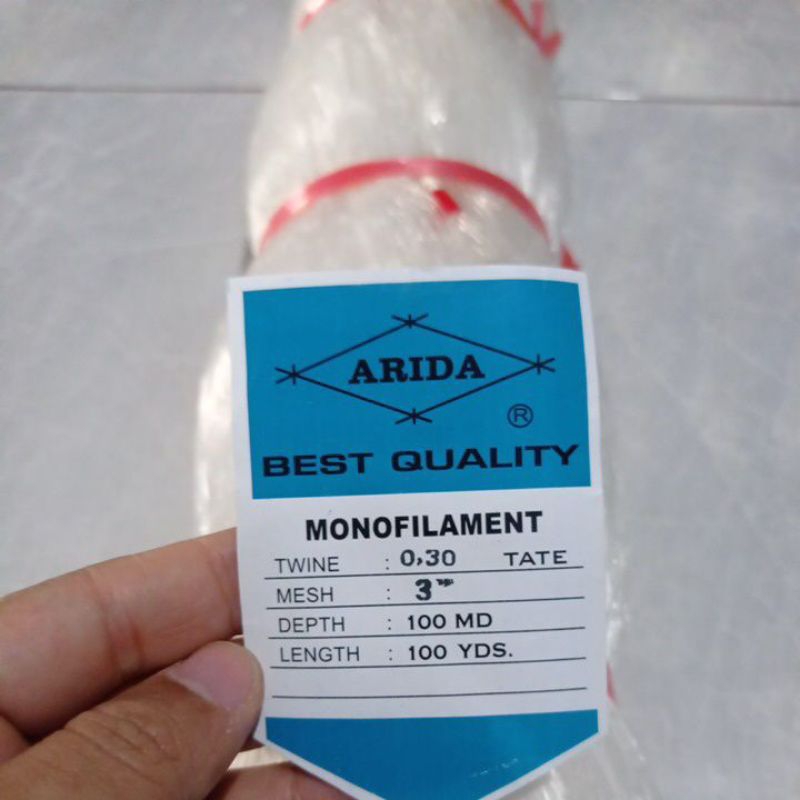 ARIDA
®
BEST QUALITY
MONOFILAMENT
TWINE : 0,30 TATE
MESH : 3"
DEPTH : 100 MD
LENGTH : 100 YDS.